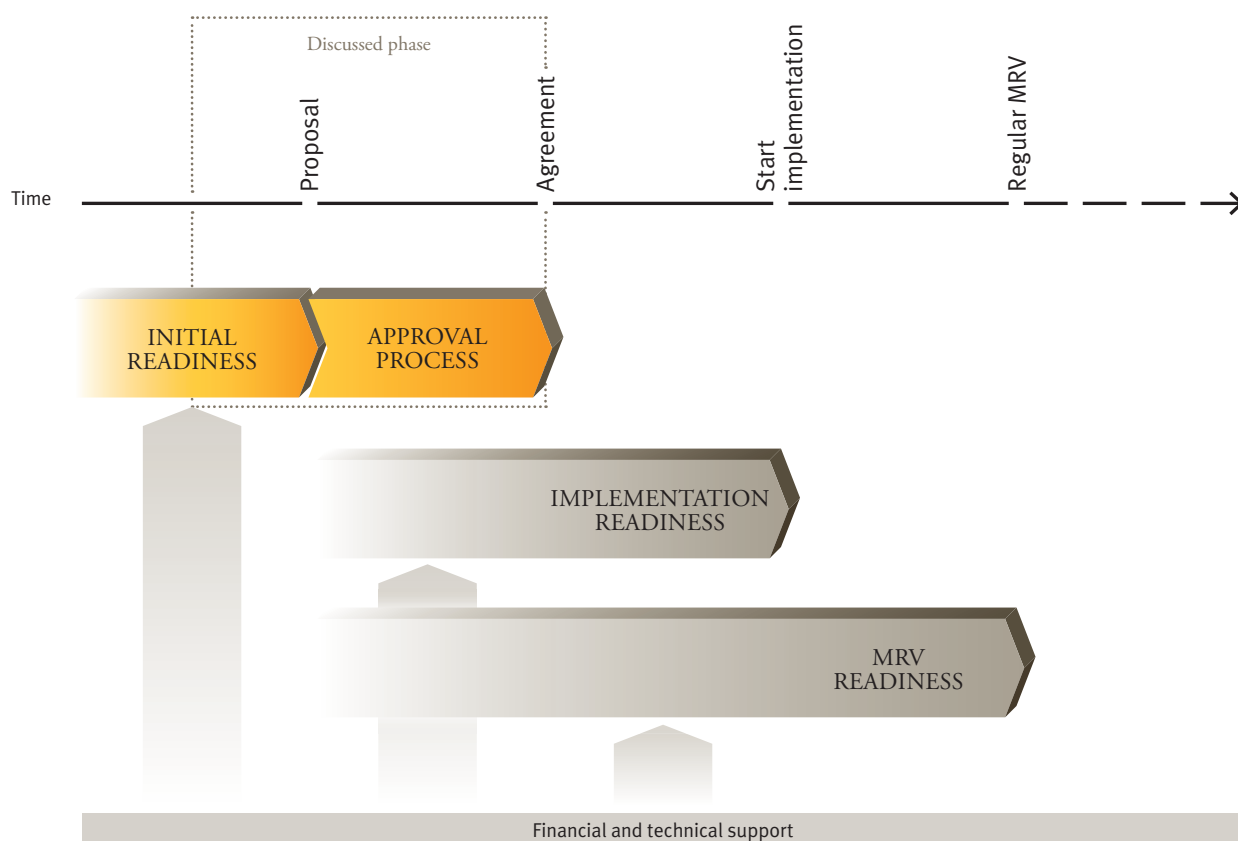 Discussed phase
Proposal
Agreement
Start
implementation
Regular MRV
Time
INITIAL
READINESS
APPROVAL
PROCESS
IMPLEMENTATION
READINESS
MRV
READINESS
Financial and technical support